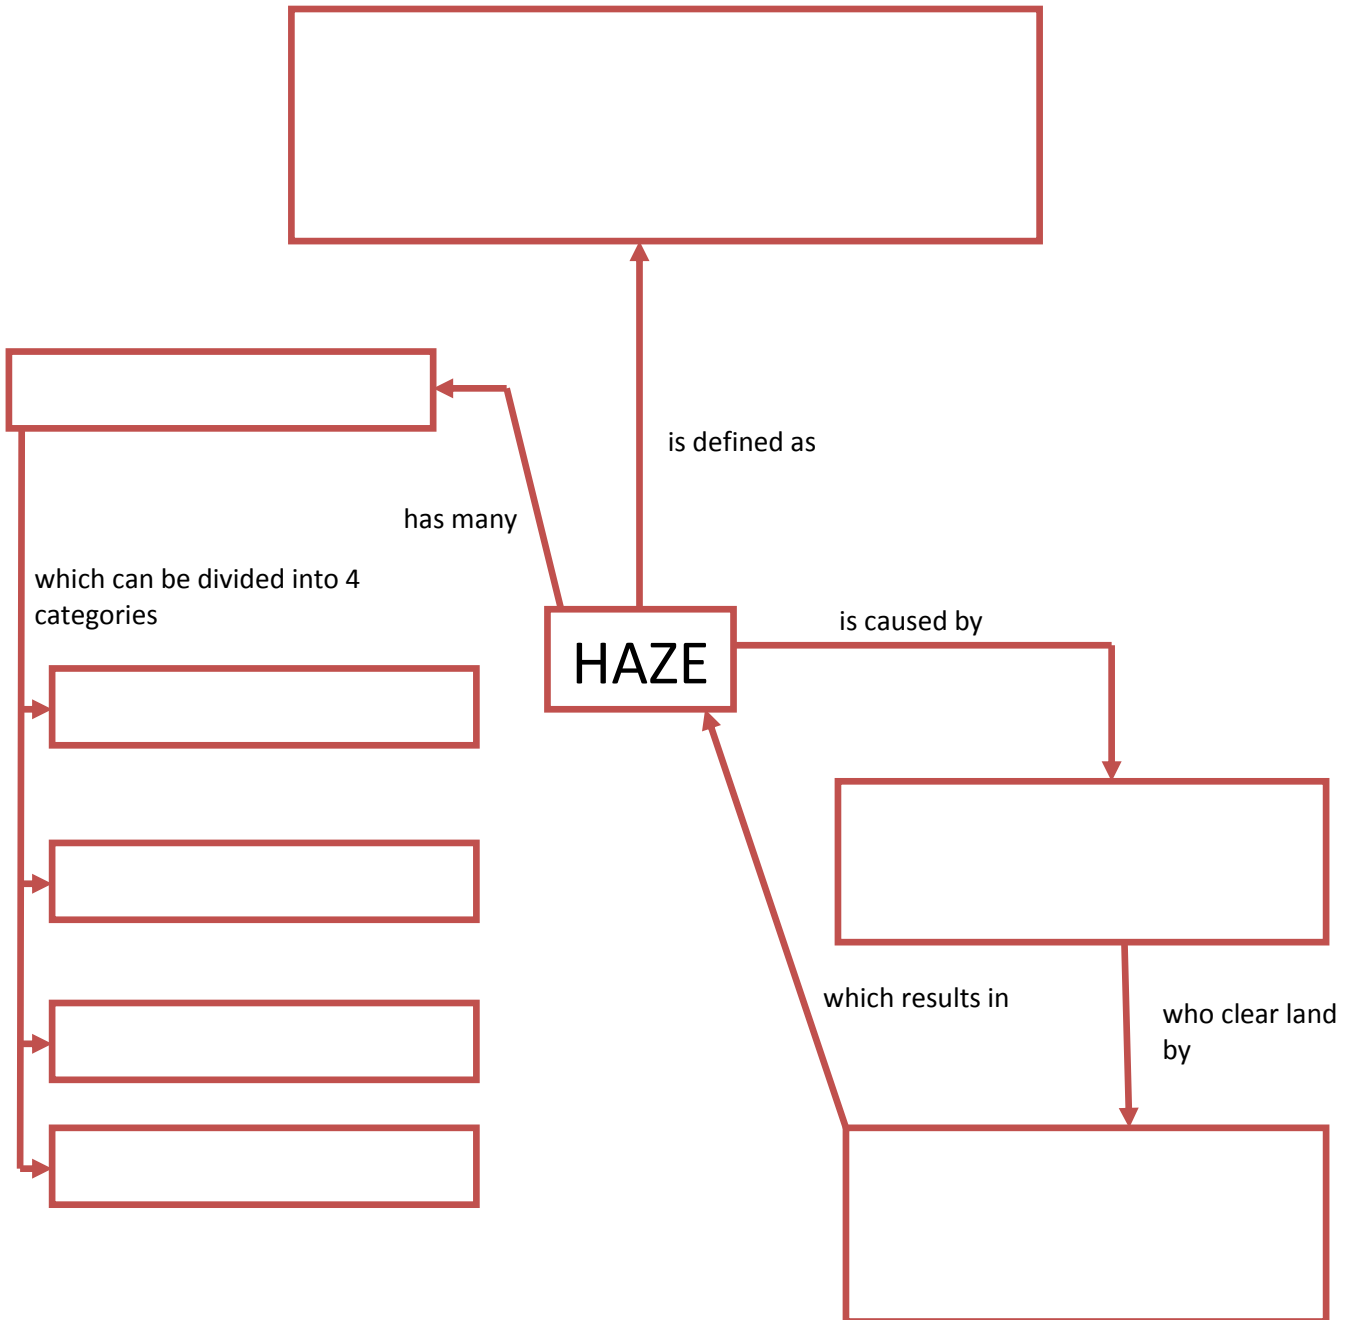 is defined as
has many
which can be divided into 4
categories
is caused by
HAZE
which results in
who clear land
by